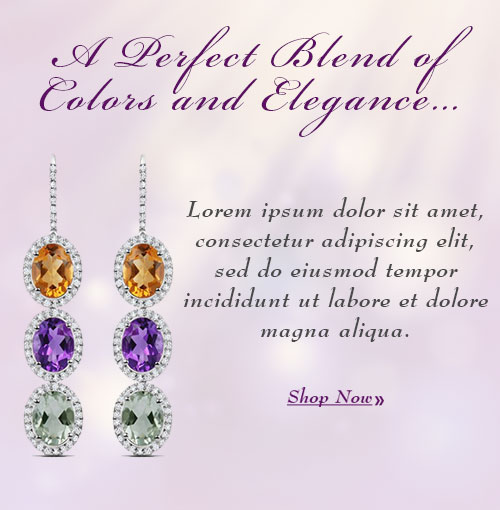 A Perfect Blend of
Colors and Elegance...
Lorem ipsum dolor sit amet,
consectetur adipiscing elit,
sed do eiusmod tempor
incididunt ut labore et dolore
magna aliqua.
Shop Now»